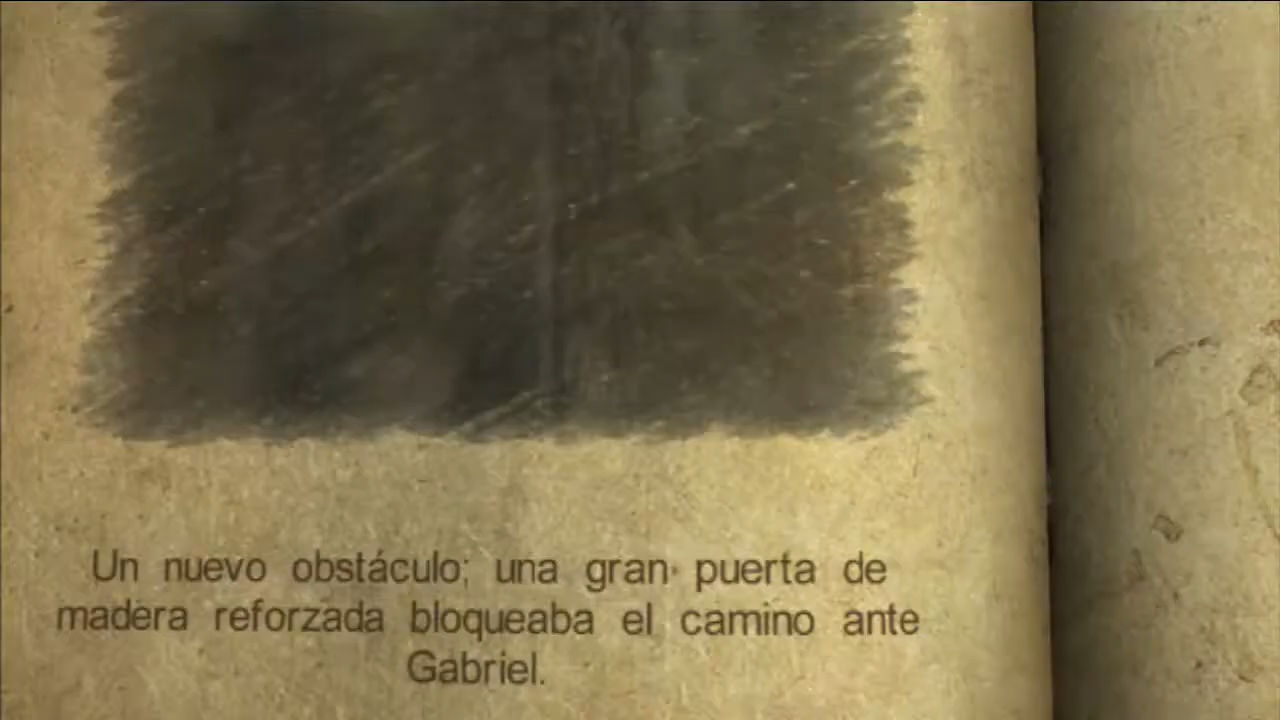 Un nuevo obstáculo; una gran puerta de
madera reforzada bloqueaba el camino ante
Gabriel.